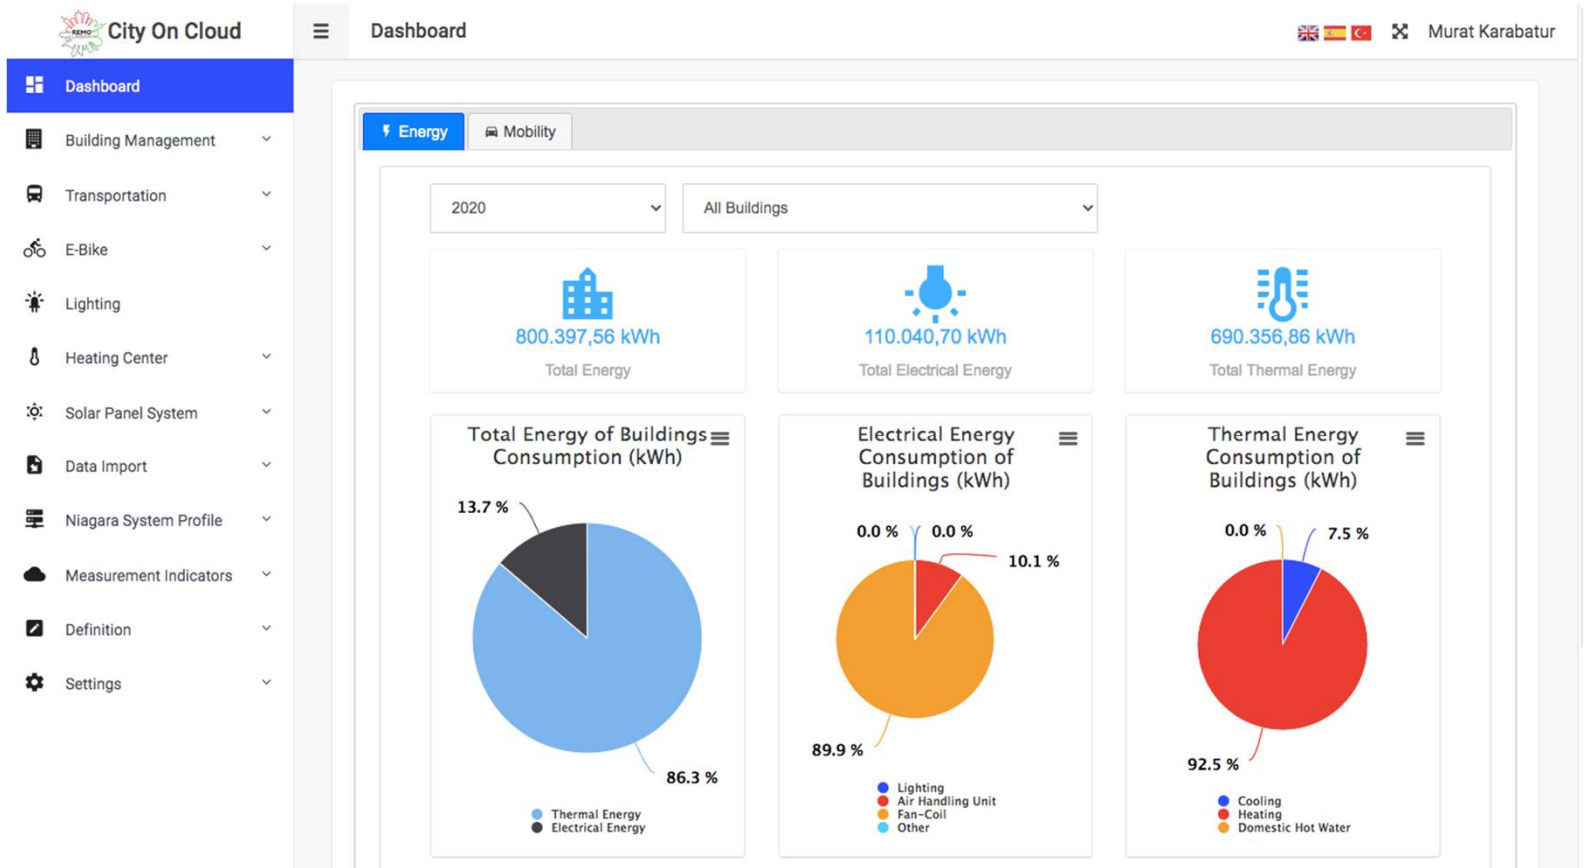 REMO
City On Cloud
Dashboard
Murat Karabatur
Dashboard
Building Management
Transportation
E-Bike
Lighting
Heating Center
Solar Panel System
Data Import
Niagara System Profile
Measurement Indicators
Definition
Settings
Energy
Mobility
2020
All Buildings
800.397,56 kWh
Total Energy
110.040,70 kWh
Total Electrical Energy
690.356,86 kWh
Total Thermal Energy
Total Energy of Buildings
Consumption (kWh)
13.7 %
86.3 %
Thermal Energy
Electrical Energy
Electrical Energy
Consumption of
Buildings (kWh)
0.0 %
0.0 %
10.1 %
89.9 %
Lighting
Air Handling Unit
Fan-Coil
Other
Thermal Energy
Consumption of
Buildings (kWh)
0.0 %
7.5 %
92.5 %
Cooling
Heating
Domestic Hot Water